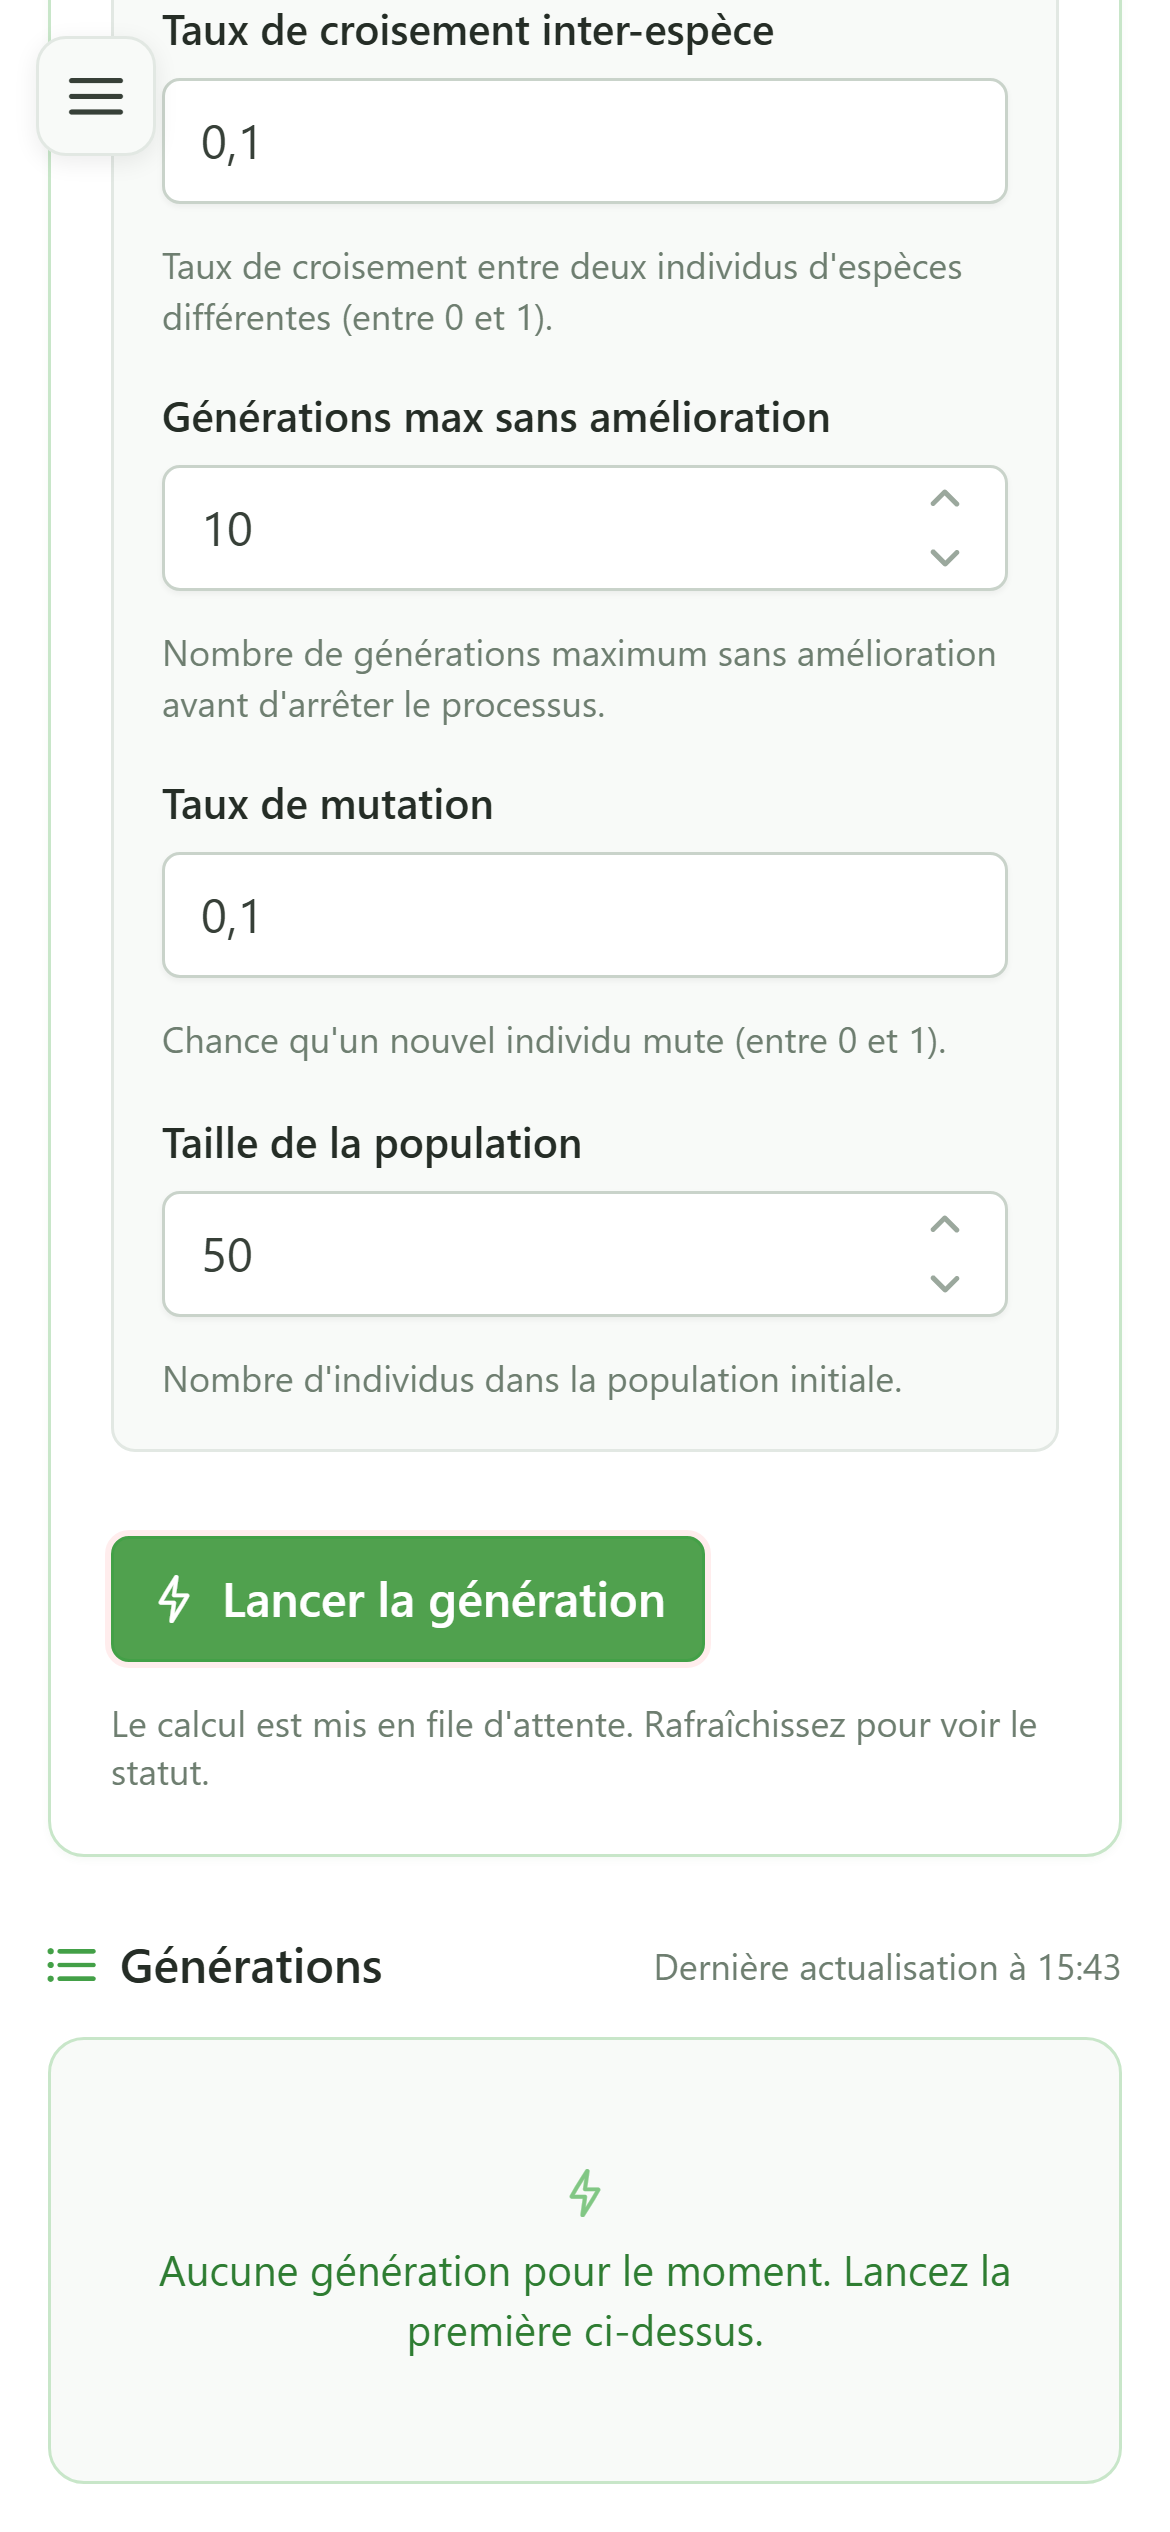 Taux de croisement inter-espèce
0,1
Taux de croisement entre deux individus d'espèces
différentes (entre 0 et 1).
Générations max sans amélioration
10
Nombre de générations maximum sans amélioration
avant d'arrêter le processus.
Taux de mutation
0,1
Chance qu'un nouvel individu mute (entre 0 et 1).
Taille de la population
50
Nombre d'individus dans la population initiale.
Lancer la génération
Le calcul est mis en file d'attente. Rafraîchissez pour voir le
statut.
Générations
Dernière actualisation à 15:43
Aucune génération pour le moment. Lancez la
première ci-dessus.